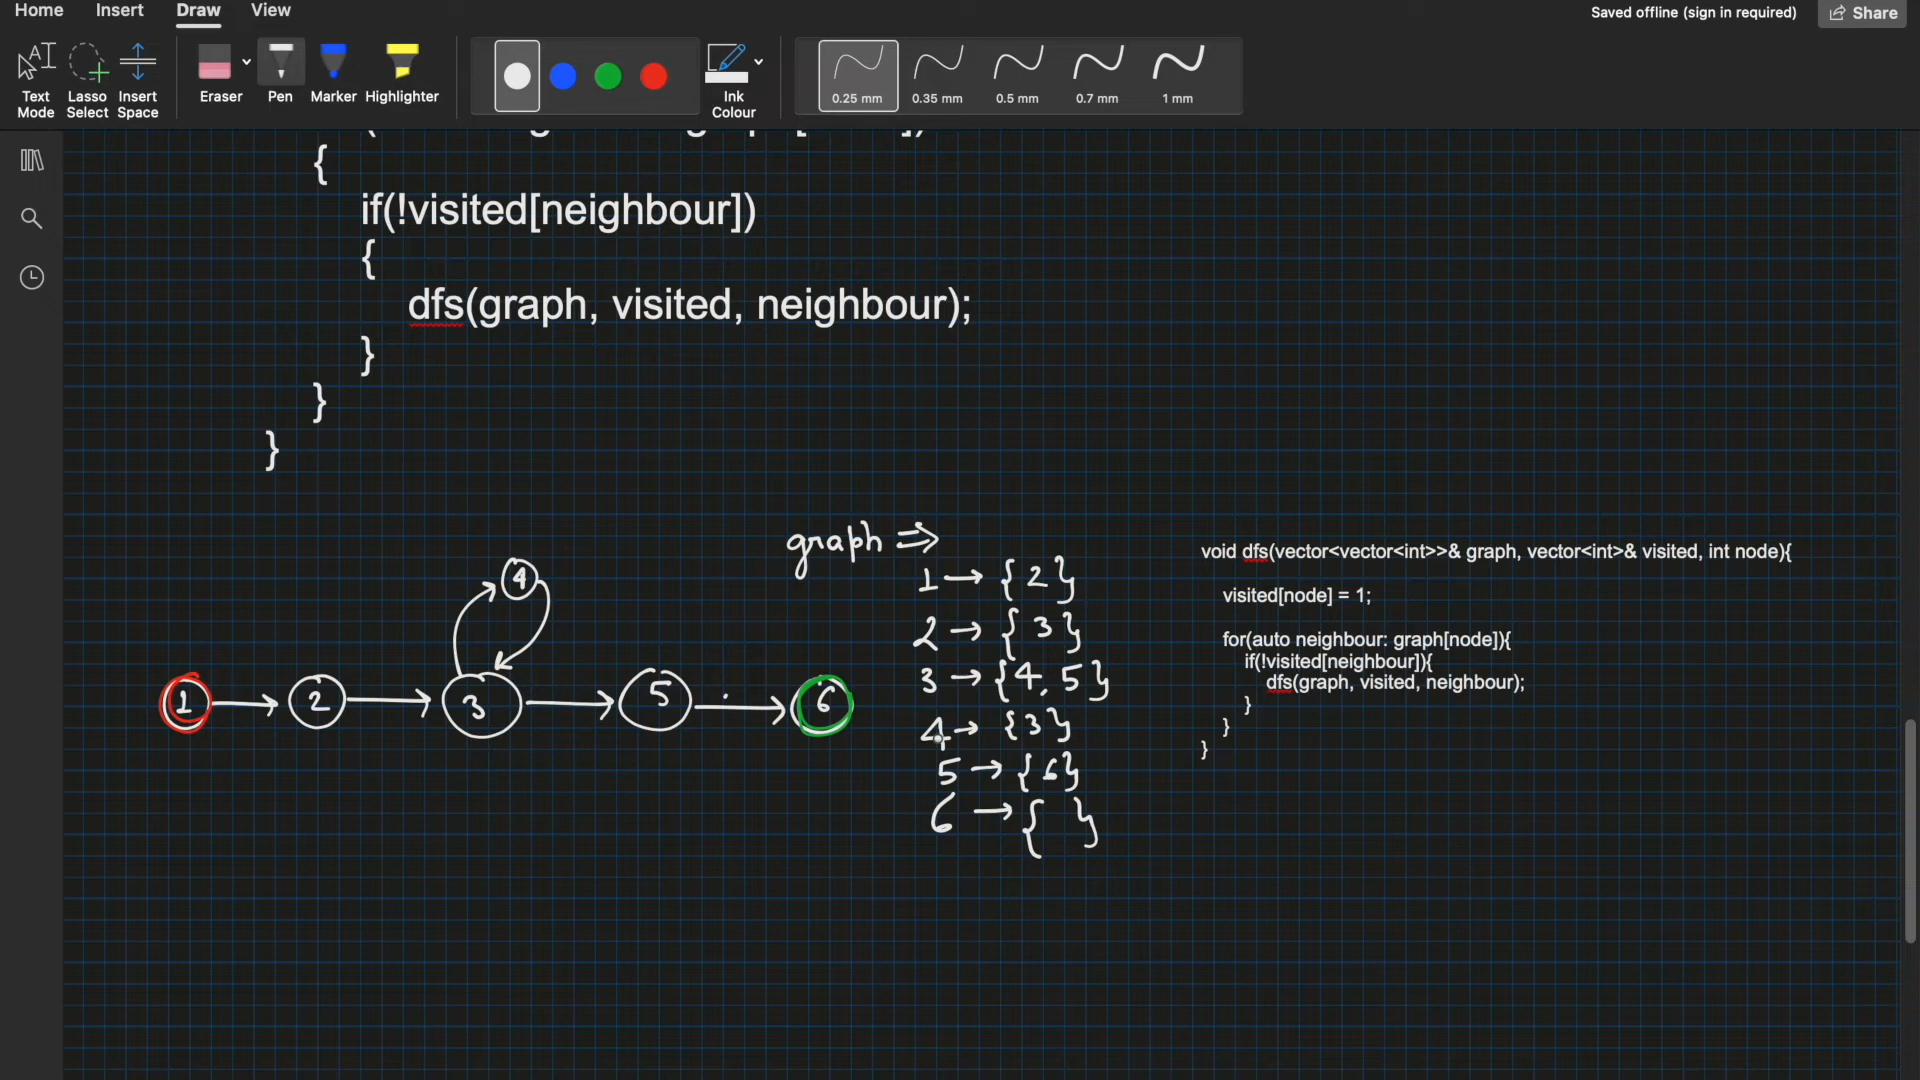 Home Insert Draw View
Saved offline (sign in required) Share
Text Mode
Lasso Select
Insert Space
Eraser
Pen
Marker
Highlighter
Ink Colour
0.25 mm
0.35 mm
0.5 mm
0.7 mm
1 mm
{
if(!visited[neighbour])
{
dfs(graph, visited, neighbour);
}
}
}
4
1 2 3 5 6
graph ⇒
1 → { 2 }
2 → { 3 }
3 → {4, 5 }
4 → {3 }
5 → { 6}
6 → { }
void dfs(vector<vector<int>>& graph, vector<int>& visited, int node){
visited[node] = 1;
for(auto neighbour: graph[node]){
if(!visited[neighbour]){
dfs(graph, visited, neighbour);
}
}
}